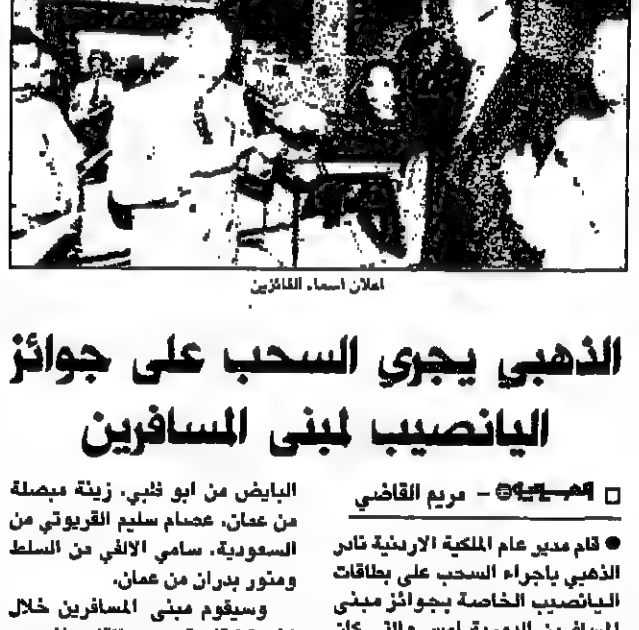 اعلان اسماء الفائزين
الذهبي يجري السحب على جوائز
اليانصيب لمبنى المسافرين
□ – مريم القاضي
● قام مدير عام الملكية الاردنية نادر
الذهبي باجراء السحب على بطاقات
اليانصيب الخاصة بجوائز مبنى
البايض من ابو ظبي، زينة مبصلة
من عمان، عصام سليم القريوتي من
السعودية، سامي الالفي من السلط
ومنور بدران من عمان.
وسيقوم مبنى المسافرين خلال